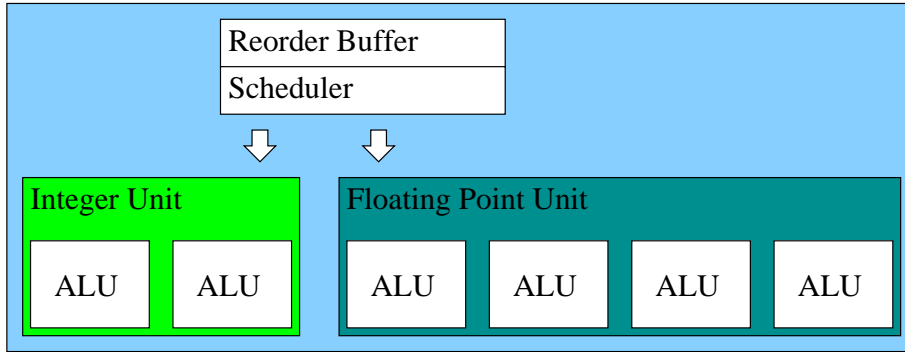 Reorder Buffer
Scheduler
Integer Unit
Floating Point Unit
ALU
ALU
ALU
ALU
ALU
ALU